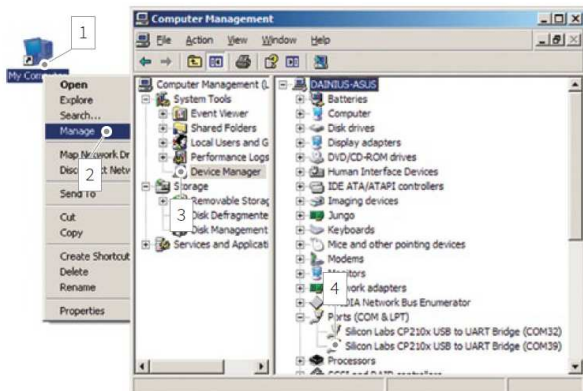 1
My Computer
Open
Explore
Search...
Manage
2
Send To
Cut
Copy
Create Shortcut
Delete
Rename
Properties
Computer Management
File Action View Window Help
Computer Management (L
System Tools
Event Viewer
Shared Folders
Local Users and G
Performance Logs
Device Manager
Storage
3
Removable Storag
Disk Defragmente
Disk Management
Services and Applicati
DAINIUS-ASUS
Batteries
Computer
Disk drives
Display adapters
DVD/CD-ROM drives
Human Interface Devices
IDE ATA/ATAPI controllers
Imaging devices
Jungo
Keyboards
Mice and other pointing devices
Modems
Monitors
4
Network Bus Enumerator
Ports (COM & LPT)
Silicon Labs CP210x USB to UART Bridge (COM32)
Silicon Labs CP210x USB to UART Bridge (COM39)
Processors